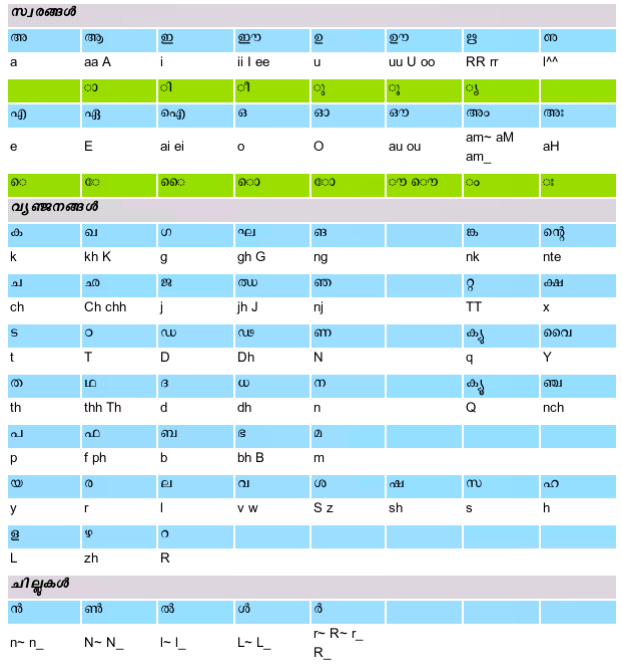 സ്വരങ്ങൾ
അ ആ ഇ ഈ ഉ ഊ ഋ ഌ
a aa A i ii I ee u uu U oo RR rr l^^
ാ ി ീ ു ൂ ൃ
എ ഏ ഐ ഒ ഓ ഔ അം അഃ
e E ai ei o O au ou am~ aM am_ aH
െ േ ൈ ൊ ോ ൗ ൌ ം ഃ
വ്യഞ്ജനങ്ങൾ
ക ഖ ഗ ഘ ങ ങ്ക ന്റെ
k kh K g gh G ng nk nte
ച ഛ ജ ഝ ഞ റ്റ ക്ഷ
ch Ch chh j jh J nj TT x
ട ഠ ഡ ഢ ണ ക്യു വൈ
t T D Dh N q Y
ത ഥ ദ ധ ന ക്യൂ ഞ്ച
th thh Th d dh n Q nch
പ ഫ ബ ഭ മ
p f ph b bh B m
യ ര ല വ ശ ഷ സ ഹ
y r l v w S z sh s h
ള ഴ റ
L zh R
ചില്ലുകൾ
ൻ ൺ ൽ ൾ ർ
n~ n_ N~ N_ l~ l_ L~ L_ r~ R~ r_ R_